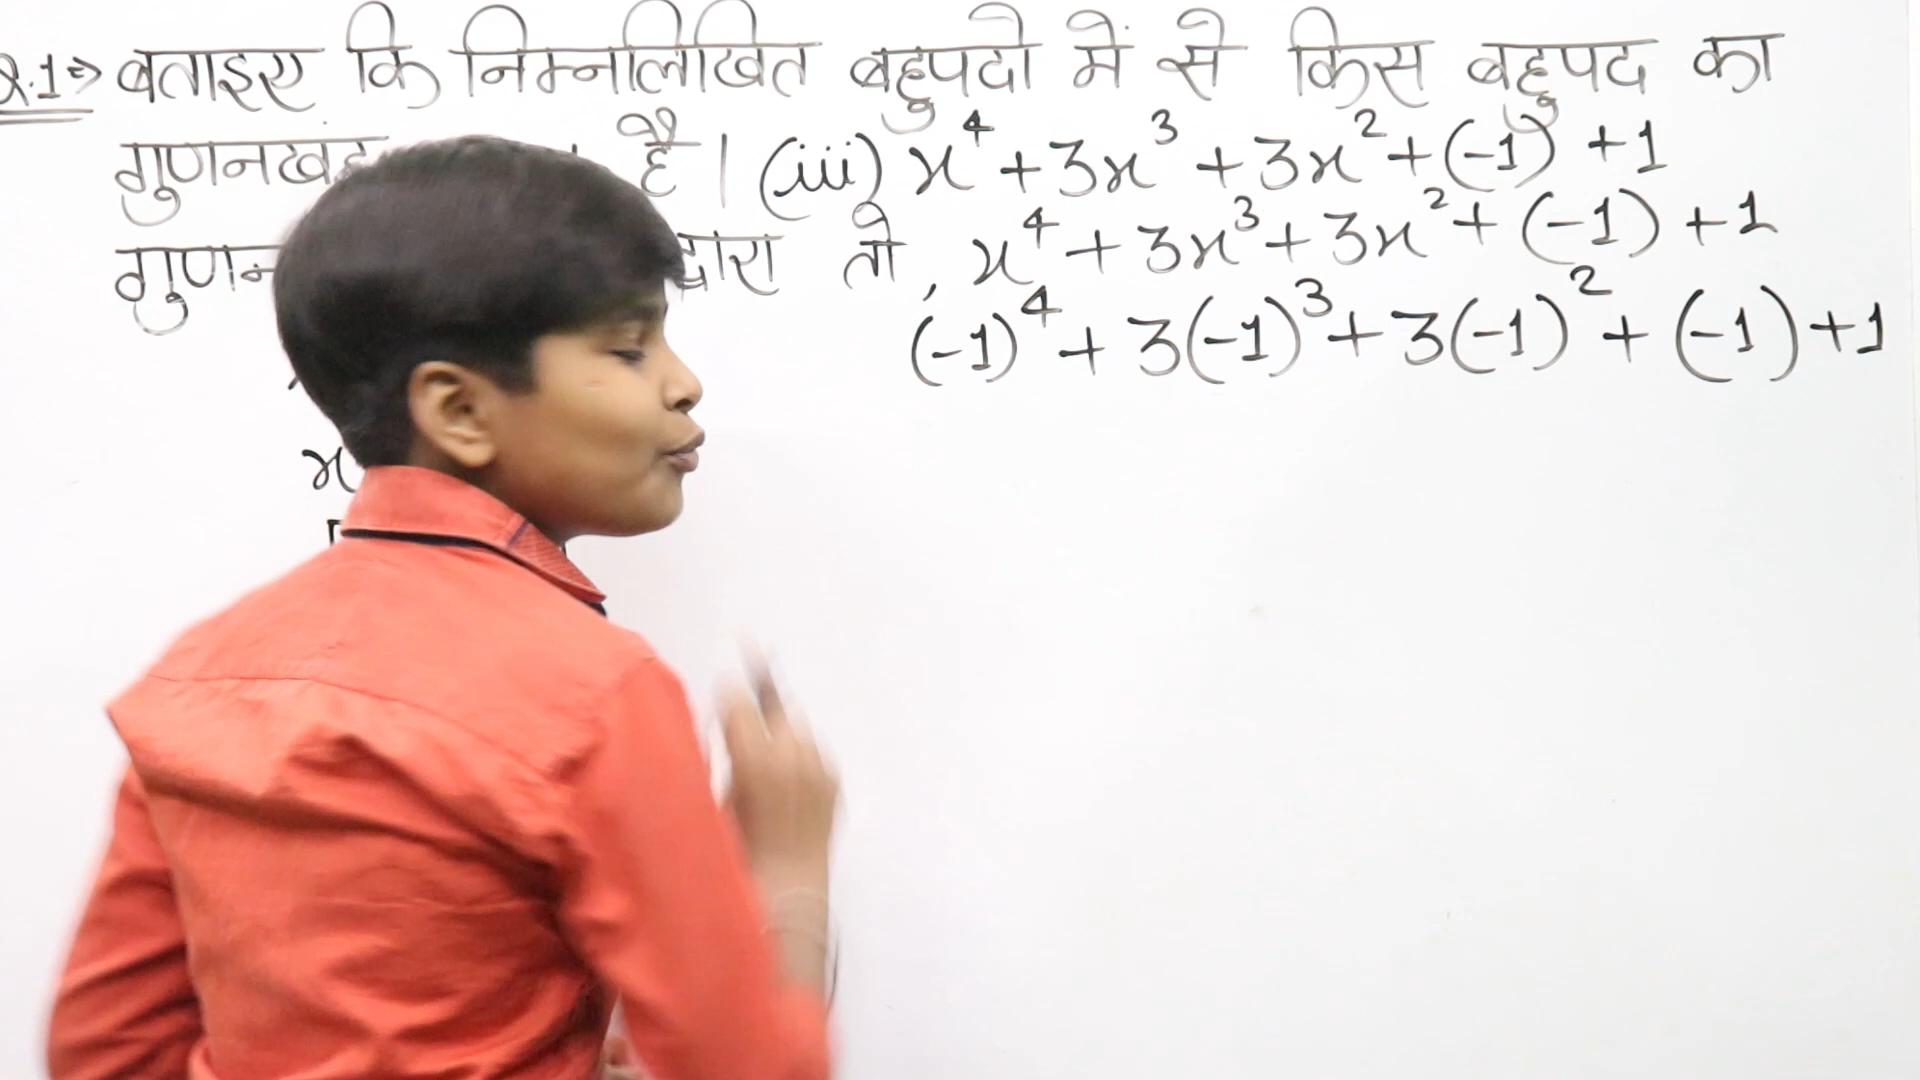 Q.1⇒ बताइए कि निम्नलिखित बहुपदो में से किस बहुपद का
गुणनखंड है। (iii) x⁴+3x³+3x²+(-1)+1
द्वारा तो, x⁴+3x³+3x²+(-1)+1
(-1)⁴+3(-1)³+3(-1)²+(-1)+1
x